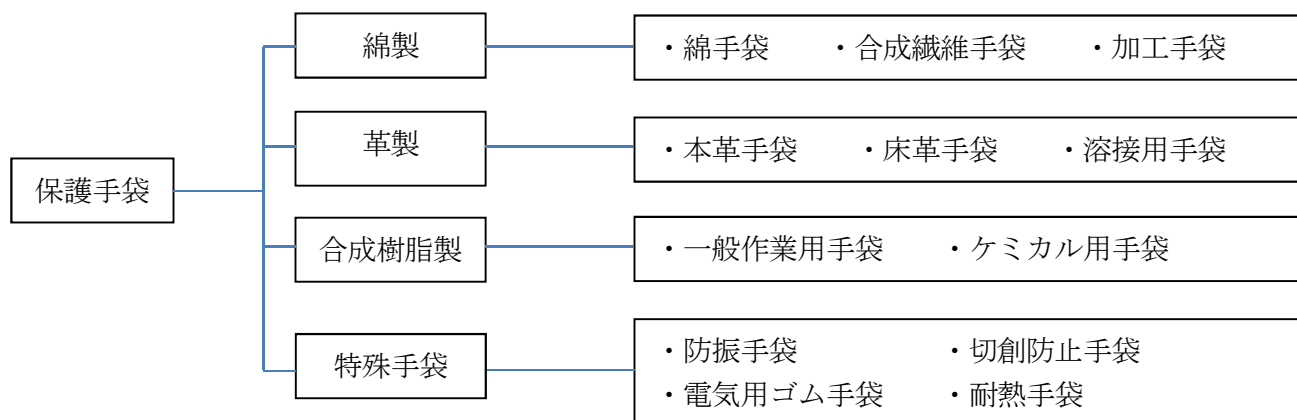 保護手袋
綿製
・綿手袋 ・合成繊維手袋 ・加工手袋
革製
・本革手袋 ・床革手袋 ・溶接用手袋
合成樹脂製
・一般作業用手袋 ・ケミカル用手袋
特殊手袋
・防振手袋 ・切創防止手袋
・電気用ゴム手袋 ・耐熱手袋